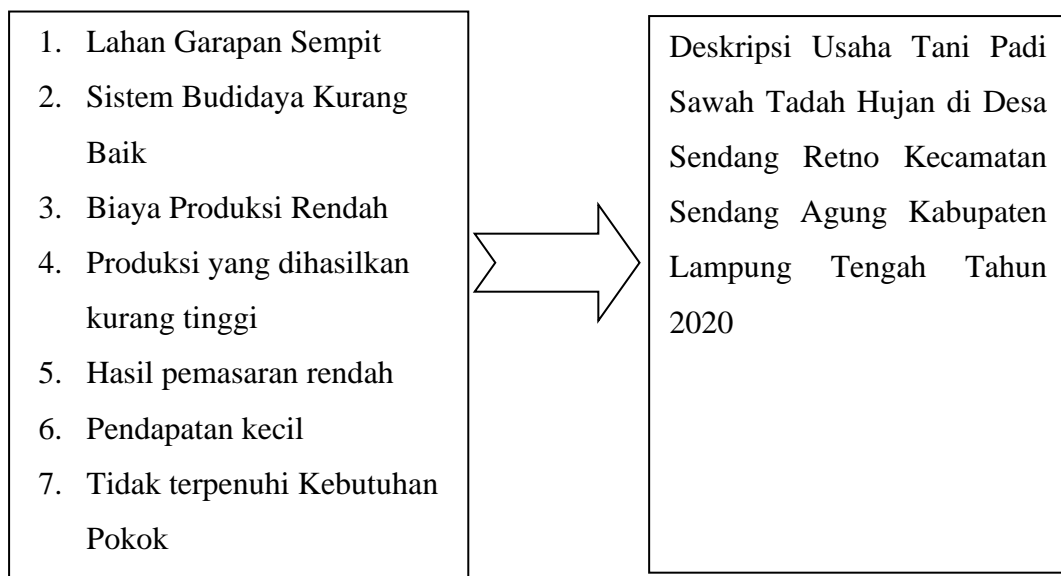 1. Lahan Garapan Sempit
2. Sistem Budidaya Kurang
Baik
3. Biaya Produksi Rendah
4. Produksi yang dihasilkan
kurang tinggi
5. Hasil pemasaran rendah
6. Pendapatan kecil
7. Tidak terpenuhi Kebutuhan
Pokok
Deskripsi Usaha Tani Padi
Sawah Tadah Hujan di Desa
Sendang Retno Kecamatan
Sendang Agung Kabupaten
Lampung Tengah Tahun
2020